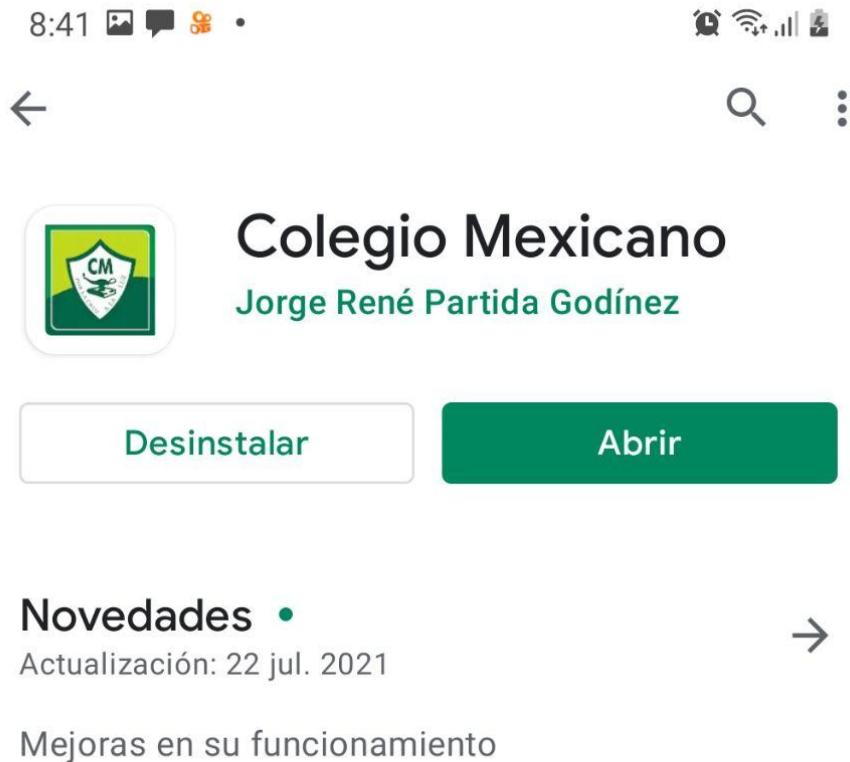 8:41
Colegio Mexicano
CM
Jorge René Partida Godínez
Desinstalar
Abrir
Novedades
Actualización: 22 jul. 2021
Mejoras en su funcionamiento